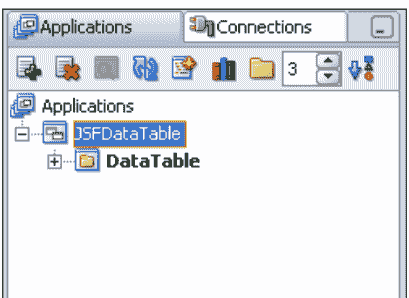 Applications Connections
3
Applications
JSFDataTable
DataTable